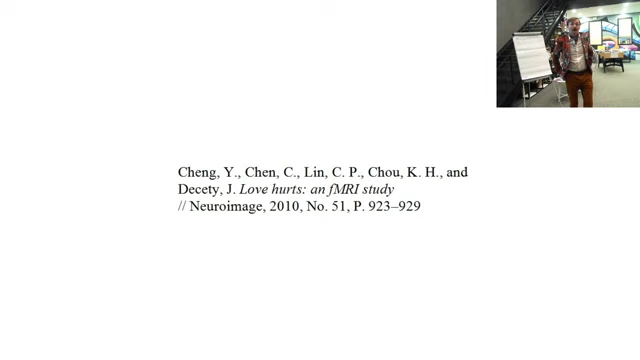 Cheng, Y., Chen, C., Lin, C. P., Chou, K. H., and
Decety, J. Love hurts: an fMRI study
// Neuroimage, 2010, No. 51, P. 923–929